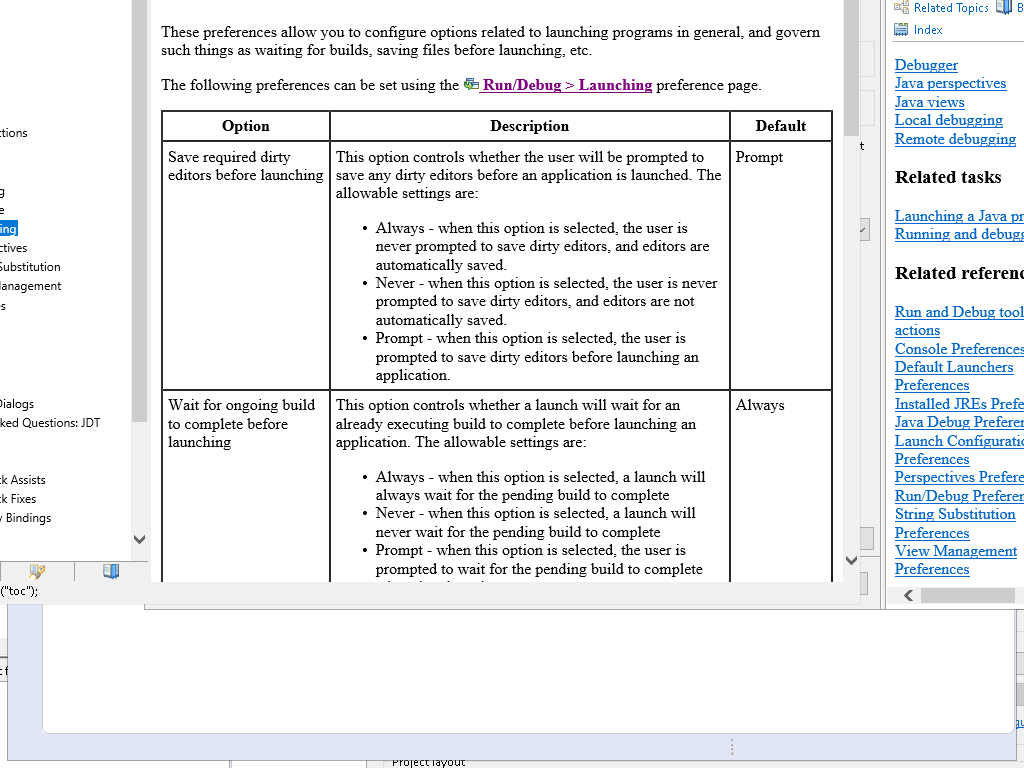 These preferences allow you to configure options related to launching programs in general, and govern
such things as waiting for builds, saving files before launching, etc.
The following preferences can be set using the Run/Debug > Launching preference page.
Option Description Default
Save required dirty
editors before launching
This option controls whether the user will be prompted to
save any dirty editors before an application is launched. The
allowable settings are:
• Always - when this option is selected, the user is
never prompted to save dirty editors, and editors are
automatically saved.
• Never - when this option is selected, the user is never
prompted to save dirty editors, and editors are not
automatically saved.
• Prompt - when this option is selected, the user is
prompted to save dirty editors before launching an
application.
Prompt
Wait for ongoing build
to complete before
launching
This option controls whether a launch will wait for an
already executing build to complete before launching an
application. The allowable settings are:
• Always - when this option is selected, a launch will
always wait for the pending build to complete
• Never - when this option is selected, a launch will
never wait for the pending build to complete
• Prompt - when this option is selected, the user is
prompted to wait for the pending build to complete
Always
tions
g
e
ing
ctives
Substitution
Management
s
Dialogs
ked Questions: JDT
k Assists
k Fixes
y Bindings
("toc");
Related Topics B
Index
Debugger
Java perspectives
Java views
Local debugging
Remote debugging
Related tasks
Launching a Java pr
Running and debugg
Related referenc
Run and Debug tool
actions
Console Preferences
Default Launchers
Preferences
Installed JREs Prefe
Java Debug Preferen
Launch Configuratio
Preferences
Perspectives Prefere
Run/Debug Preferen
String Substitution
Preferences
View Management
Preferences
t
Project layout